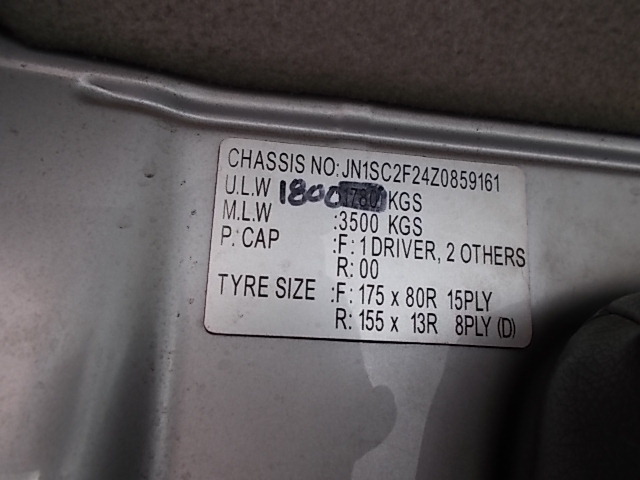 CHASSIS NO: JN1SC2F24Z0859161
U.L.W 1800 1780 KGS
M.L.W :3500 KGS
P. CAP :F: 1 DRIVER, 2 OTHERS
R: 00
TYRE SIZE :F: 175 x 80R 15PLY
R: 155 x 13R 8PLY (D)